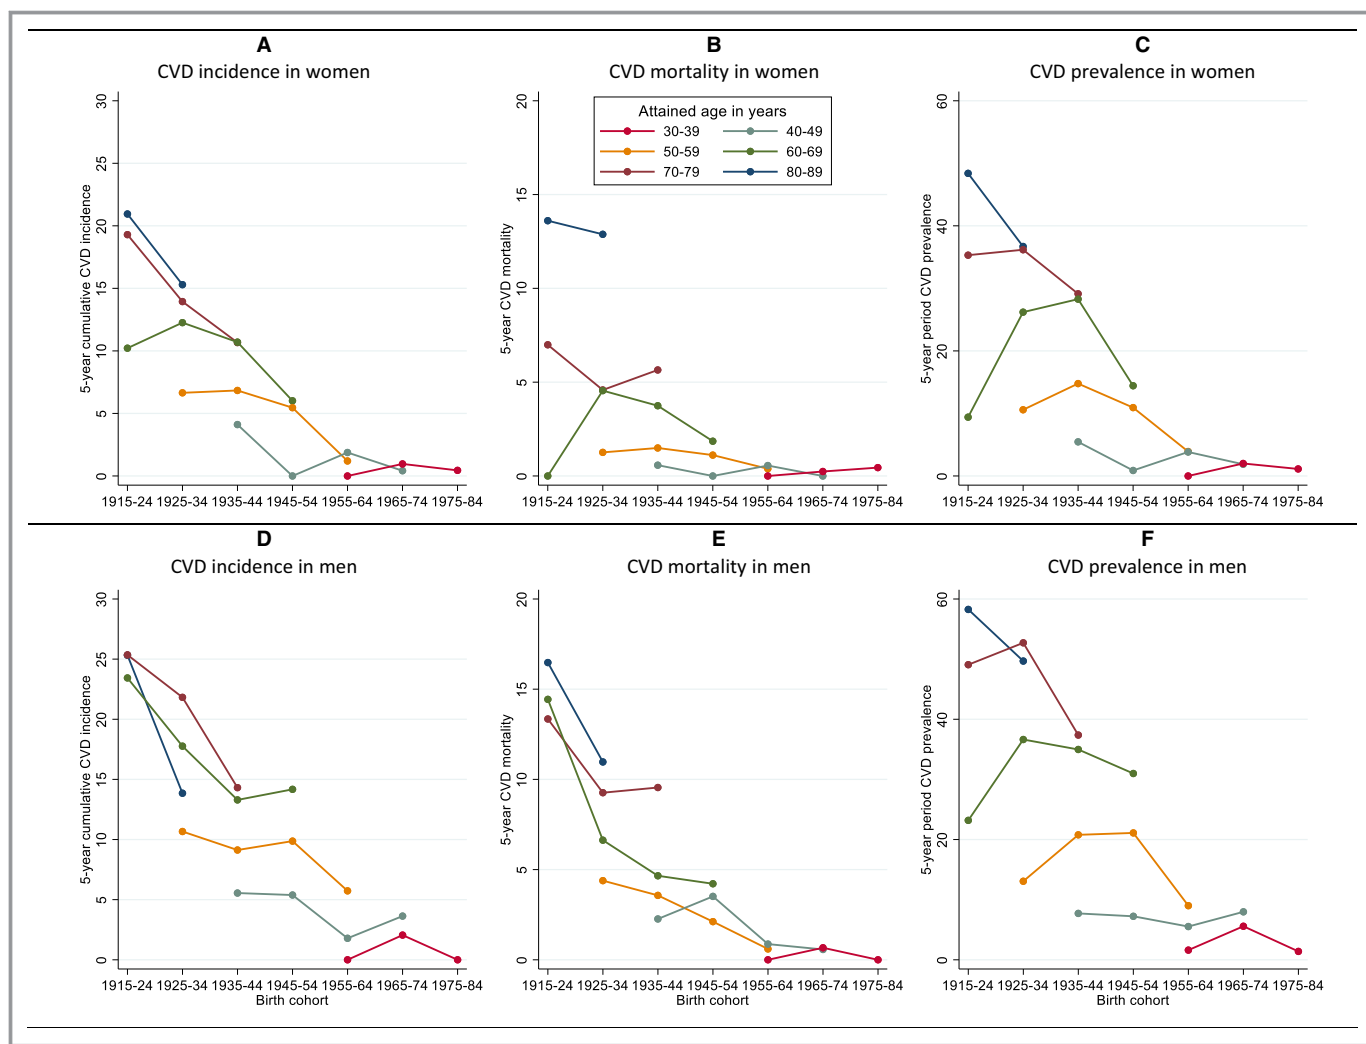 A
CVD incidence in women
5-year cumulative CVD incidence
30
25
20
15
10
5
0
1915-24 1925-34 1935-44 1945-54 1955-64 1965-74 1975-84
B
CVD mortality in women
Attained age in years
30-39 40-49
50-59 60-69
70-79 80-89
5-year CVD mortality
20
15
10
5
0
1915-24 1925-34 1935-44 1945-54 1955-64 1965-74 1975-84
C
CVD prevalence in women
5-year period CVD prevalence
60
40
20
0
1915-24 1925-34 1935-44 1945-54 1955-64 1965-74 1975-84
D
CVD incidence in men
5-year cumulative CVD incidence
30
25
20
15
10
5
0
1915-24 1925-34 1935-44 1945-54 1955-64 1965-74 1975-84
Birth cohort
E
CVD mortality in men
5-year CVD mortality
20
15
10
5
0
1915-24 1925-34 1935-44 1945-54 1955-64 1965-74 1975-84
Birth cohort
F
CVD prevalence in men
5-year period CVD prevalence
60
40
20
0
1915-24 1925-34 1935-44 1945-54 1955-64 1965-74 1975-84
Birth cohort